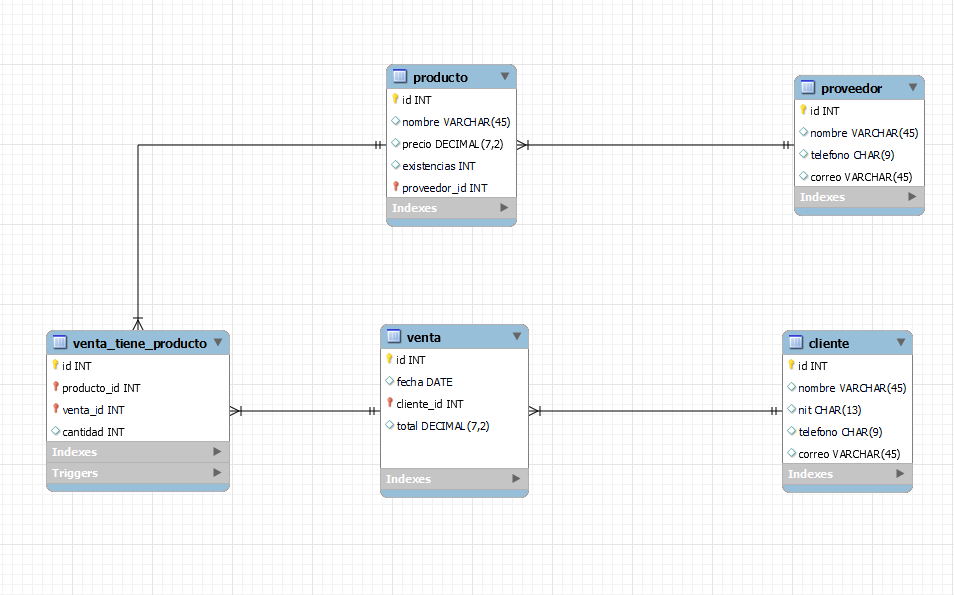 producto
id INT
nombre VARCHAR(45)
precio DECIMAL(7,2)
existencias INT
proveedor_id INT
Indexes
proveedor
id INT
nombre VARCHAR(45)
telefono CHAR(9)
correo VARCHAR(45)
Indexes
venta_tiene_producto
id INT
producto_id INT
venta_id INT
cantidad INT
Indexes
Triggers
venta
id INT
fecha DATE
cliente_id INT
total DECIMAL(7,2)
Indexes
cliente
id INT
nombre VARCHAR(45)
nit CHAR(13)
telefono CHAR(9)
correo VARCHAR(45)
Indexes